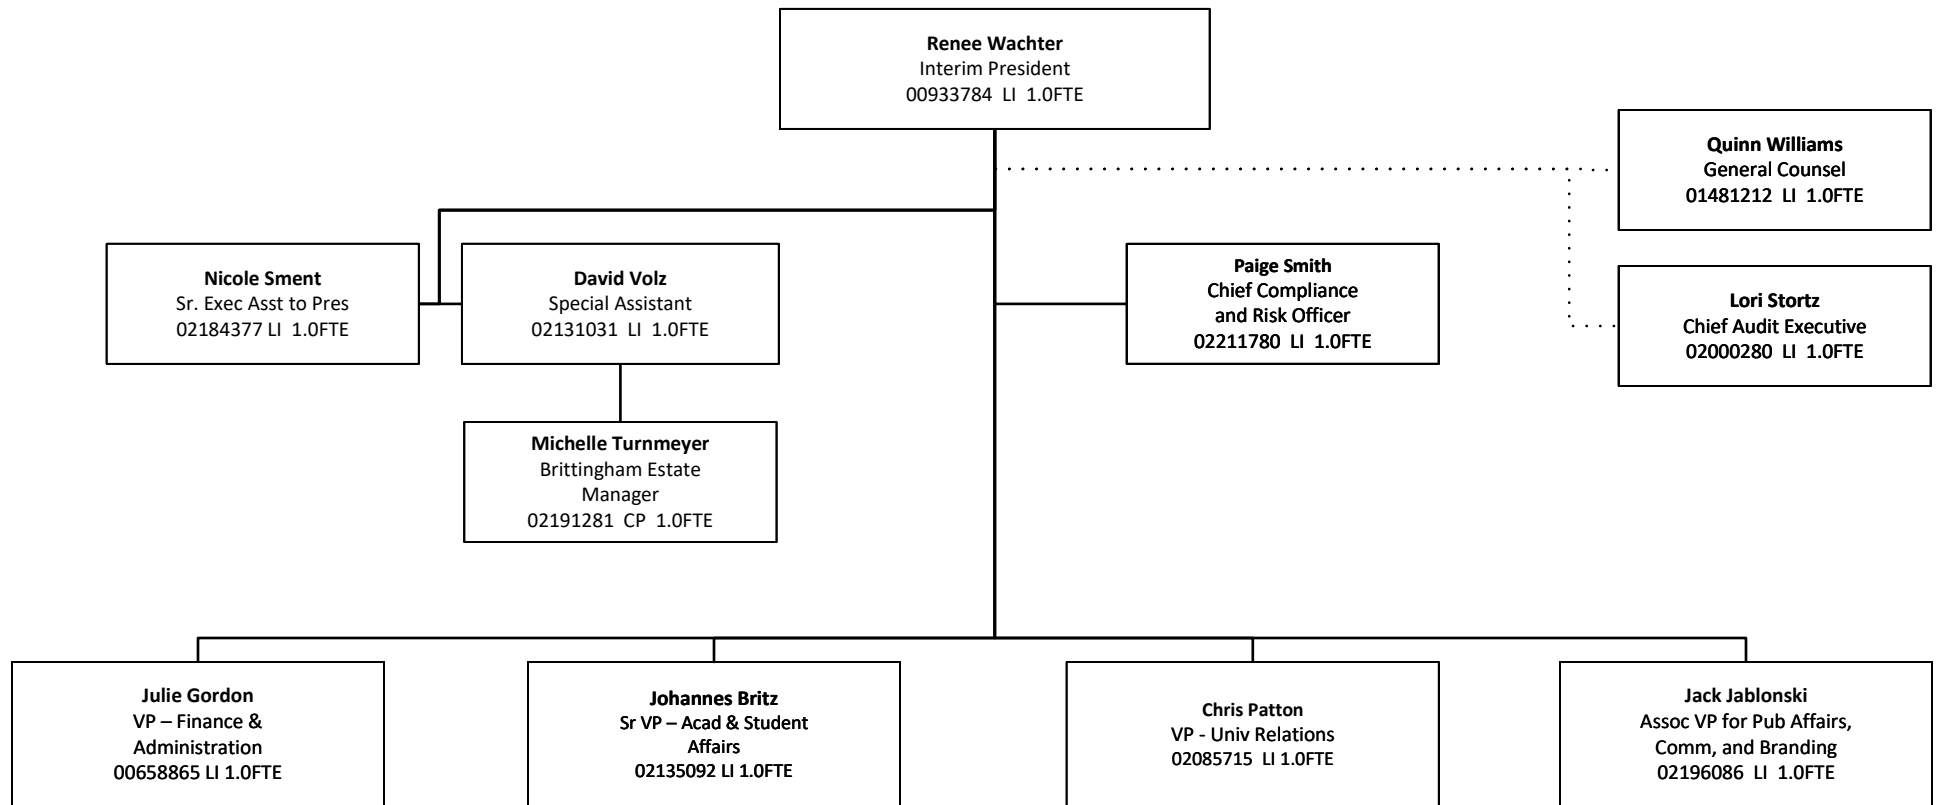 Renee Wachter
Interim President
00933784 LI 1.0FTE
Quinn Williams
General Counsel
01481212 LI 1.0FTE
Nicole Sment
Sr. Exec Asst to Pres
02184377 LI 1.0FTE
David Volz
Special Assistant
02131031 LI 1.0FTE
Paige Smith
Chief Compliance
and Risk Officer
02211780 LI 1.0FTE
Lori Stortz
Chief Audit Executive
02000280 LI 1.0FTE
Michelle Turnmeyer
Brittingham Estate
Manager
02191281 CP 1.0FTE
Julie Gordon
VP – Finance &
Administration
00658865 LI 1.0FTE
Johannes Britz
Sr VP – Acad & Student
Affairs
02135092 LI 1.0FTE
Chris Patton
VP - Univ Relations
02085715 LI 1.0FTE
Jack Jablonski
Assoc VP for Pub Affairs,
Comm, and Branding
02196086 LI 1.0FTE